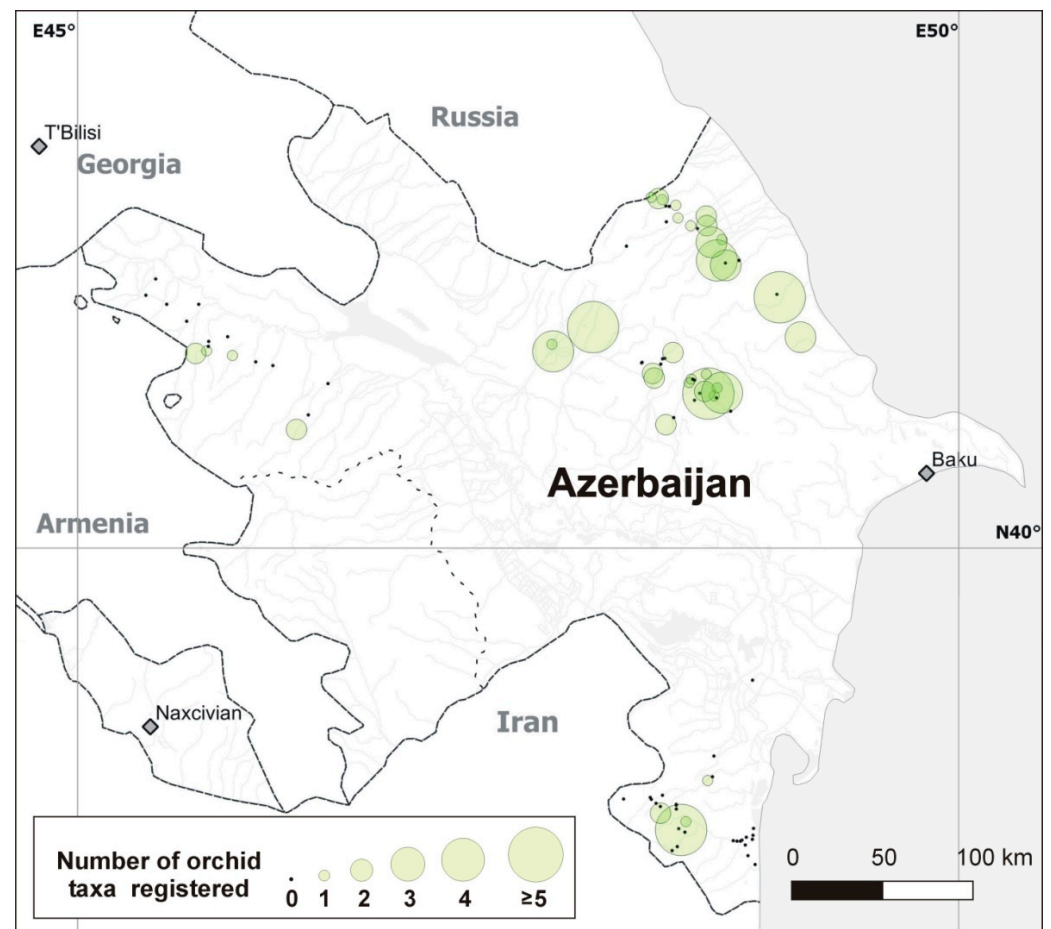 E45°
E50°
Russia
T'Bilisi
Georgia
Azerbaijan
Baku
Armenia
N40°
Naxcivian
Iran
Number of orchid
taxa registered
0 1 2 3 4 ≥5
0 50 100 km